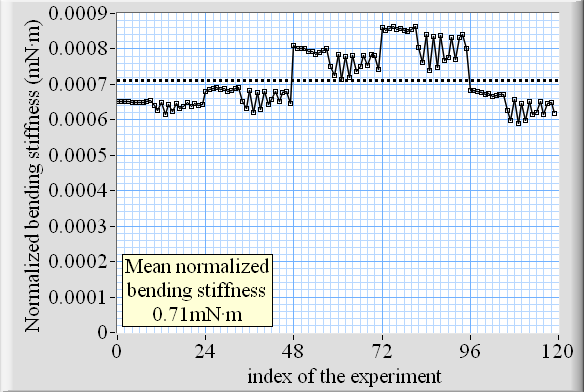 Normalized bending stiffness (mN·m)
0.0009
0.0008
0.0007
0.0006
0.0005
0.0004
0.0003
0.0002
0.0001
0
Mean normalized
bending stiffness
0.71mN·m
0 24 48 72 96 120
index of the experiment